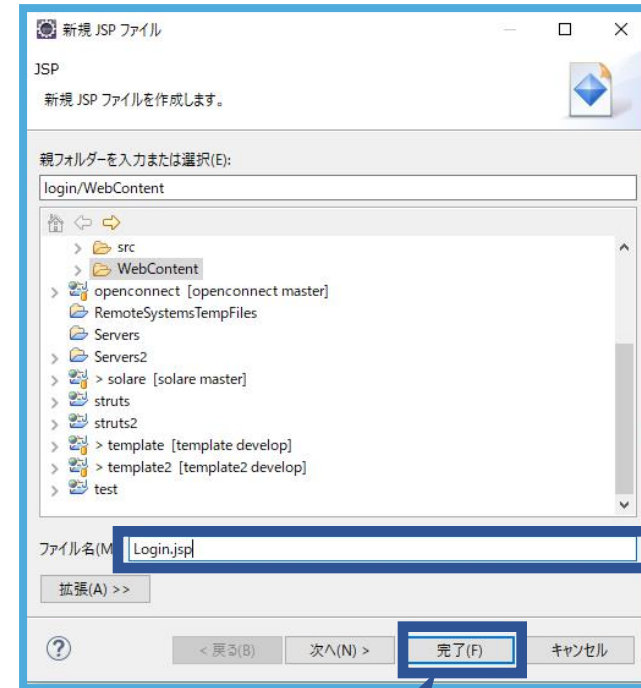 新規 JSP ファイル
JSP
新規 JSP ファイルを作成します。
親フォルダーを入力または選択(E):
login/WebContent
> src
> WebContent
> openconnect [openconnect master]
RemoteSystemsTempFiles
Servers
> Servers2
> > solare [solare master]
> struts
> struts2
> > template [template develop]
> > template2 [template2 develop]
> test
ファイル名(M Login.jsp
拡張(A) >>
< 戻る(B) 次へ(N) > 完了(F) キャンセル